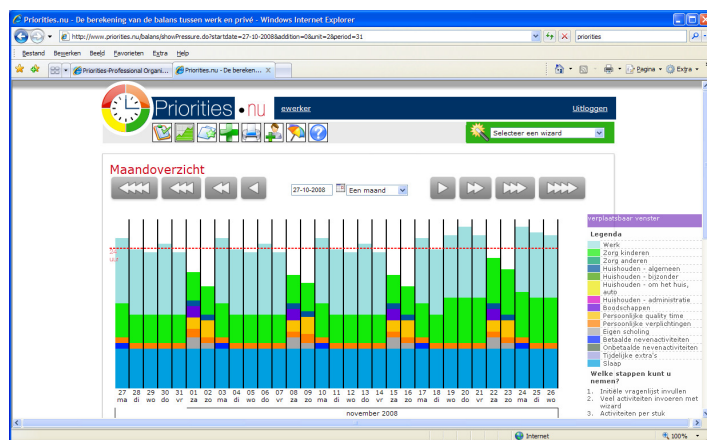 Priorities.nu - De berekening van de balans tussen werk en privé - Windows Internet Explorer
http://www.priorities.nu/balans/showPressure.do?startdate=27-10-2008&addition=0&unit=2&period=31
priorities
Bestand Bewerken Beeld Favorieten Extra Help
Priorities-Professional Organi...
Priorities.nu - De bereken...
Pagina
Extra
Priorities.nu
ewerker
Uitloggen
Selecteer een wizard
Maandoverzicht
27-10-2008
Een maand
verplaatsbaar venster
Legenda
Werk
Zorg kinderen
Zorg anderen
Huishouden - algemeen
Huishouden - bijzonder
Huishouden - om het huis,
auto
Huishouden - administratie
Boodschappen
Persoonlijke quality time
Persoonlijke verplichtingen
Eigen scholing
Betaalde nevenactiviteiten
Onbetaalde nevenactiviteiten
Tijdelijke extra's
Slaap
Welke stappen kunt u
nemen?
1. Initiële vragenlijst invullen
2. Veel activiteiten invoeren met
wizard
3. Activiteiten per stuk
27 28 29 30 31 01 02 03 04 05 06 07 08 09 10 11 12 13 14 15 16 17 18 19 20 21 22 23 24 25 26
ma di wo do vr za zo ma di wo do vr za zo ma di wo do vr za zo ma di wo do vr za zo ma di wo
november 2008
Internet
100%